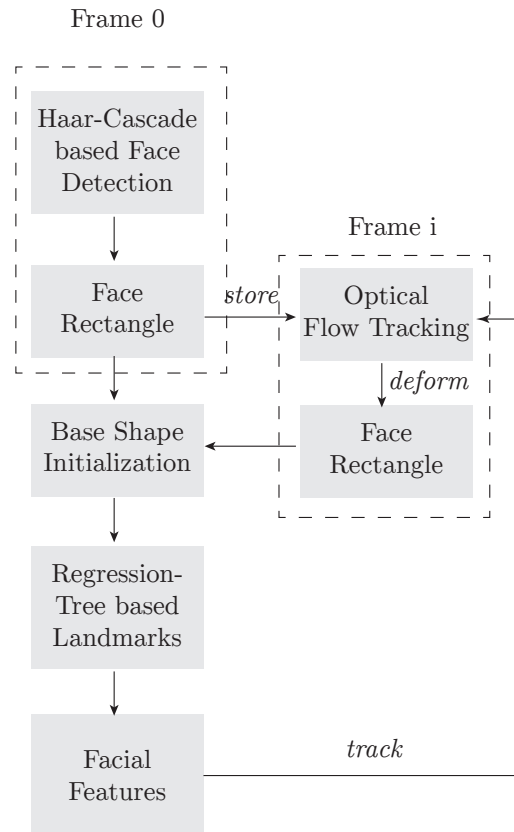 Frame 0
Haar-Cascade
based Face
Detection
Face
Rectangle
store
Frame i
Optical
Flow Tracking
deform
Face
Rectangle
Base Shape
Initialization
Regression-
Tree based
Landmarks
Facial
Features
track